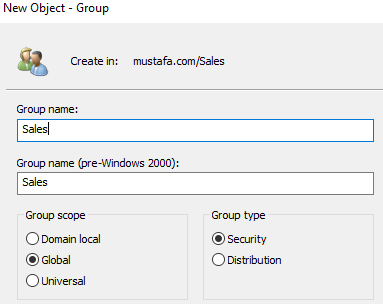 New Object - Group
Create in: mustafa.com/Sales
Group name:
Sales
Group name (pre-Windows 2000):
Sales
Group scope
Domain local
Global
Universal
Group type
Security
Distribution